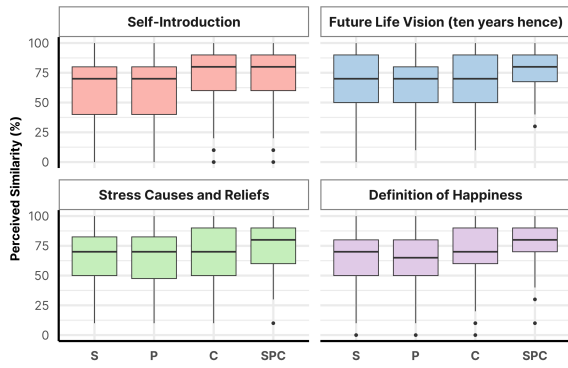 Self-Introduction
Future Life Vision (ten years hence)
100
75
50
25
0
Stress Causes and Reliefs
Definition of Happiness
100
75
50
25
0
Perceived Similarity (%)
S P C SPC
S P C SPC